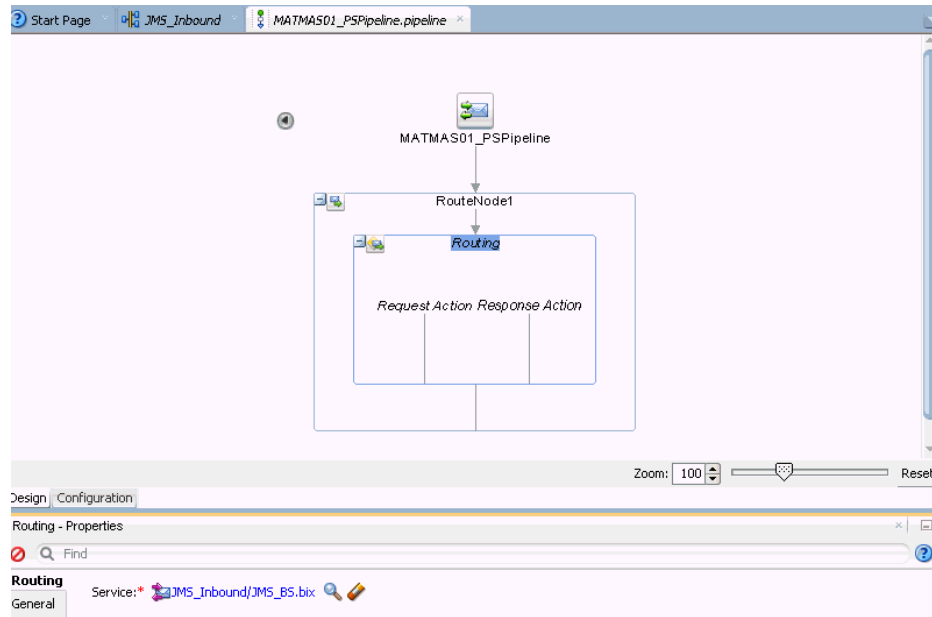 Start Page JMS_Inbound MATMAS01_PSPipeline.pipeline
MATMAS01_PSPipeline
RouteNode1
Routing
Request Action Response Action
Zoom: 100 Reset
Design Configuration
Routing - Properties
Find
Routing
Service:* JMS_Inbound/JMS_BS.bix
General